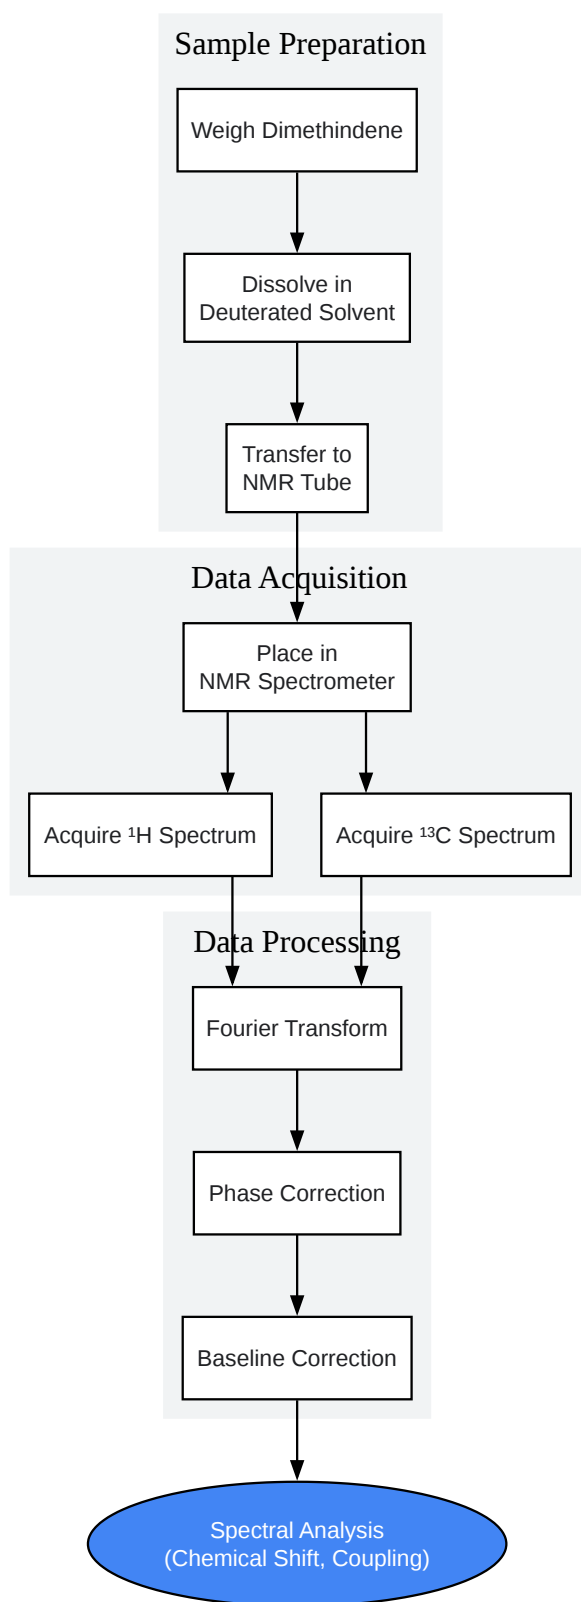 Sample Preparation
Weigh Dimethindene
Dissolve in
Deuterated Solvent
Transfer to
NMR Tube
Data Acquisition
Place in
NMR Spectrometer
Acquire ¹H Spectrum
Acquire ¹³C Spectrum
Data Processing
Fourier Transform
Phase Correction
Baseline Correction
Spectral Analysis
(Chemical Shift, Coupling)